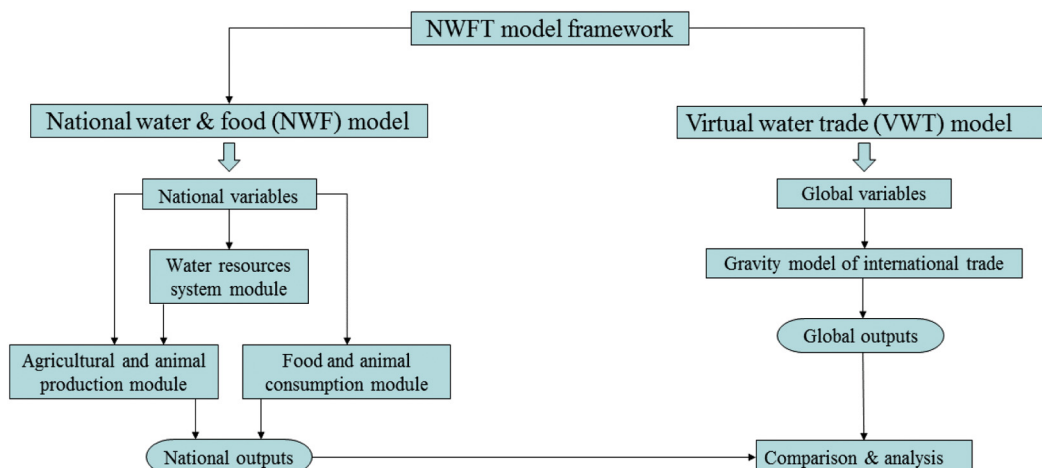 NWFT model framework
National water & food (NWF) model
Virtual water trade (VWT) model
National variables
Global variables
Water resources
system module
Gravity model of international trade
Global outputs
Agricultural and animal
production module
Food and animal
consumption module
National outputs
Comparison & analysis